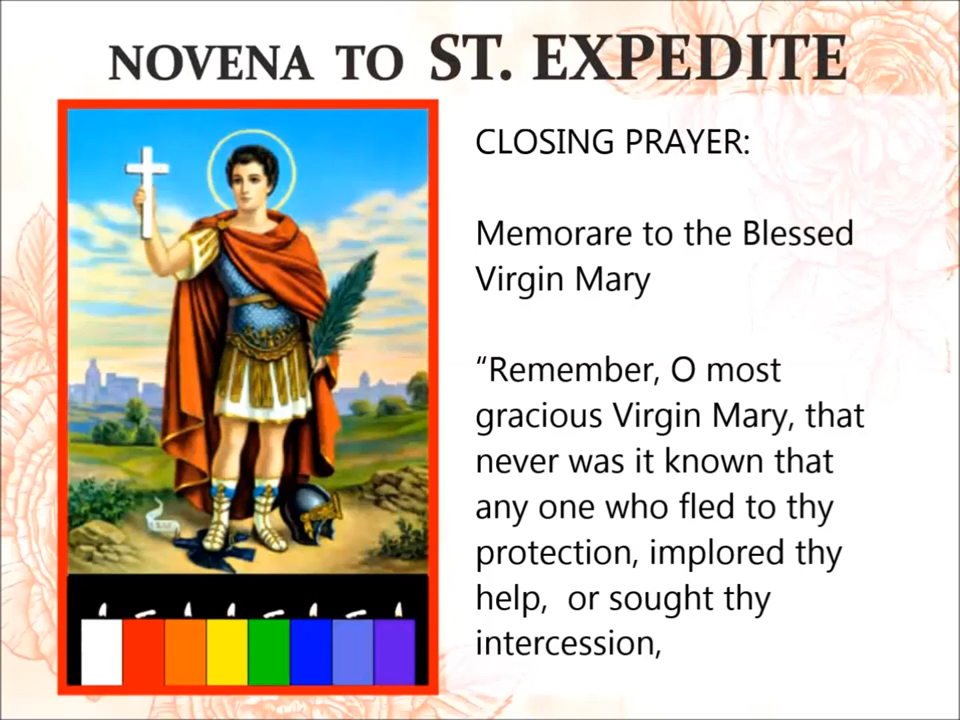 NOVENA TO ST. EXPEDITE
CLOSING PRAYER:
Memorare to the Blessed
Virgin Mary
“Remember, O most
gracious Virgin Mary, that
never was it known that
any one who fled to thy
protection, implored thy
help, or sought thy
intercession,